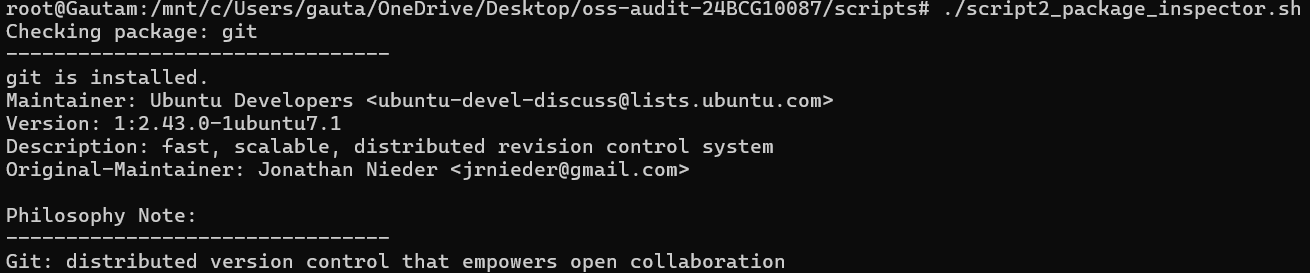 root@Gautam:/mnt/c/Users/gauta/OneDrive/Desktop/oss-audit-24BCG10087/scripts# ./script2_package_inspector.sh
Checking package: git
--------------------------------
git is installed.
Maintainer: Ubuntu Developers <ubuntu-devel-discuss@lists.ubuntu.com>
Version: 1:2.43.0-1ubuntu7.1
Description: fast, scalable, distributed revision control system
Original-Maintainer: Jonathan Nieder <jrnieder@gmail.com>
Philosophy Note:
--------------------------------
Git: distributed version control that empowers open collaboration